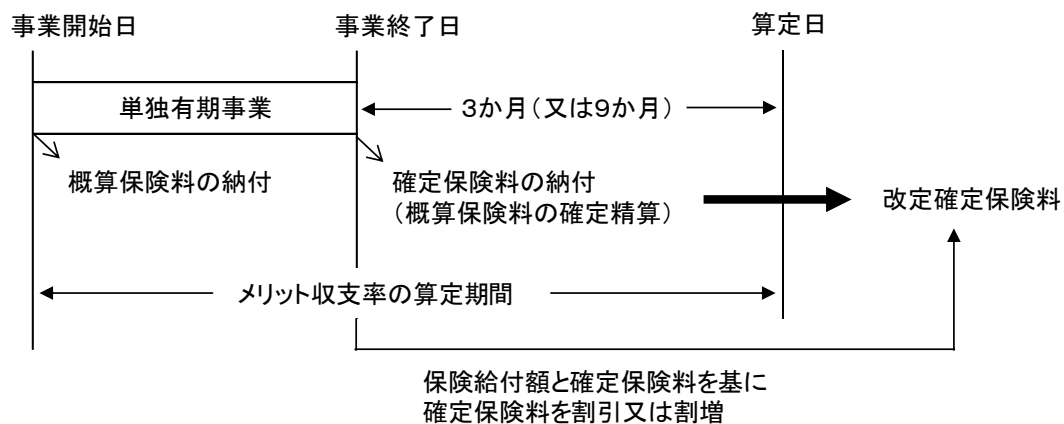 事業開始日
事業終了日
算定日
単独有期事業
3か月(又は9か月)
概算保険料の納付
確定保険料の納付
(概算保険料の確定精算)
改定確定保険料
メリット収支率の算定期間
保険給付額と確定保険料を基に
確定保険料を割引又は割増